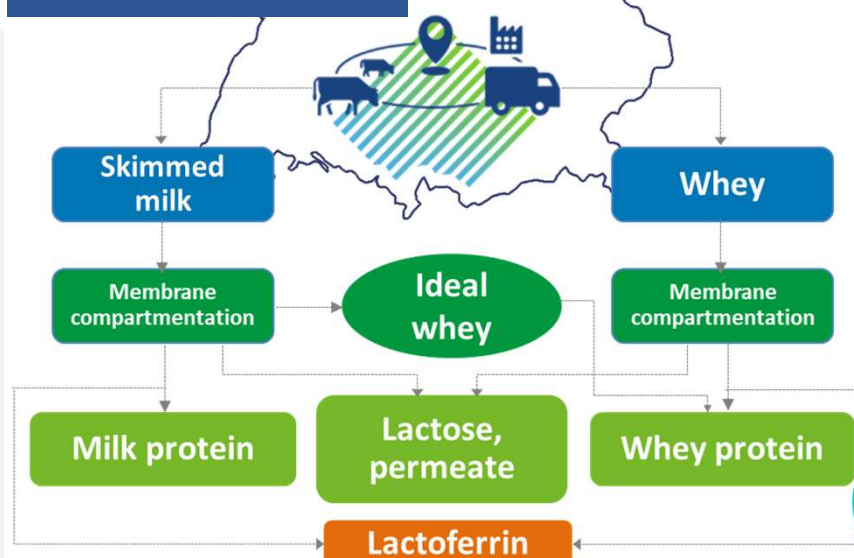 Skimmed
milk
Whey
Membrane
compartmentation
Ideal
whey
Membrane
compartmentation
Milk protein
Lactose,
permeate
Whey protein
Lactoferrin